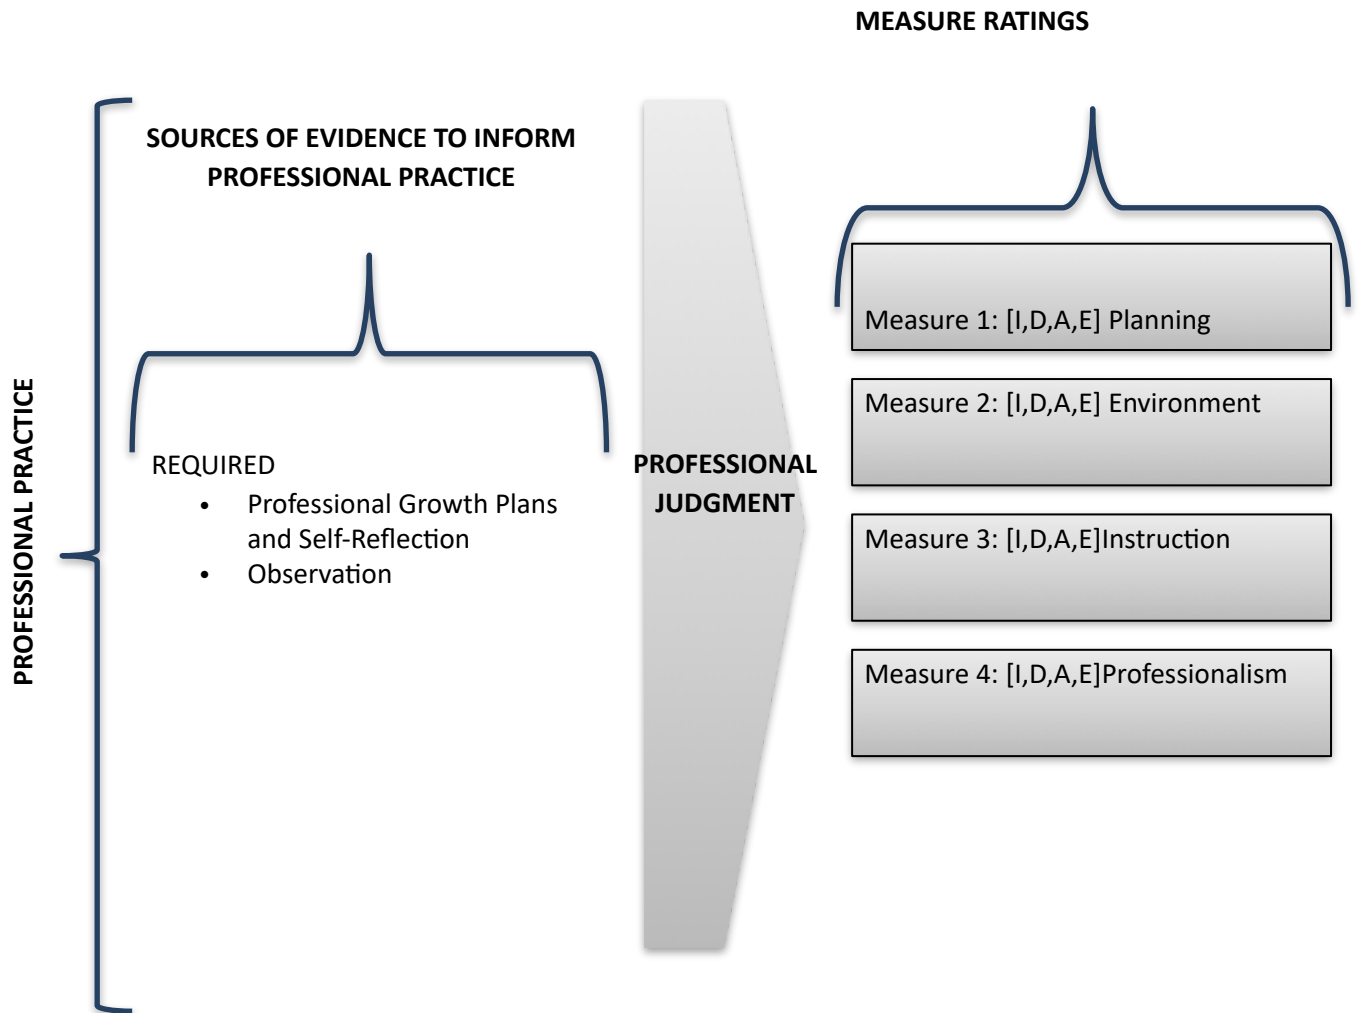 MEASURE RATINGS
SOURCES OF EVIDENCE TO INFORM
PROFESSIONAL PRACTICE
PROFESSIONAL PRACTICE
REQUIRED
• Professional Growth Plans
and Self-Reflection
• Observation
PROFESSIONAL
JUDGMENT
Measure 1: [I,D,A,E] Planning
Measure 2: [I,D,A,E] Environment
Measure 3: [I,D,A,E]Instruction
Measure 4: [I,D,A,E]Professionalism